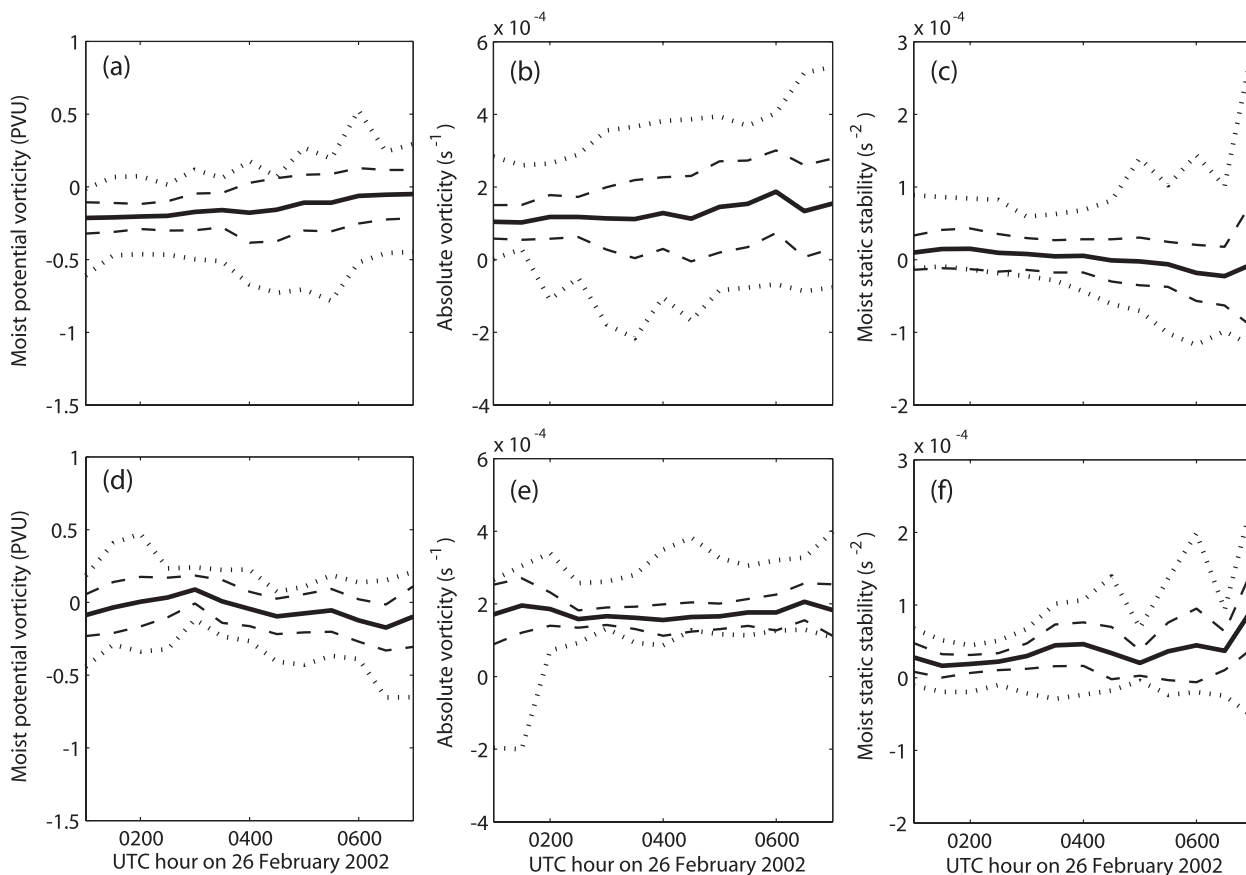 x 10 -4
x 10 -4
1
0.5
0
-0.5
-1
-1.5
Moist potential vorticity (PVU)
(a)
6
4
2
0
-2
-4
Absolute vorticity (s -1 )
(b)
3
2
1
0
-1
-2
Moist static stability (s -2 )
(c)
x 10 -4
x 10 -4
1
0.5
0
-0.5
-1
-1.5
Moist potential vorticity (PVU)
(d)
0200 0400 0600
UTC hour on 26 February 2002
6
4
2
0
-2
-4
Absolute vorticity (s -1 )
(e)
0200 0400 0600
UTC hour on 26 February 2002
3
2
1
0
-1
-2
Moist static stability (s -2 )
(f)
0200 0400 0600
UTC hour on 26 February 2002